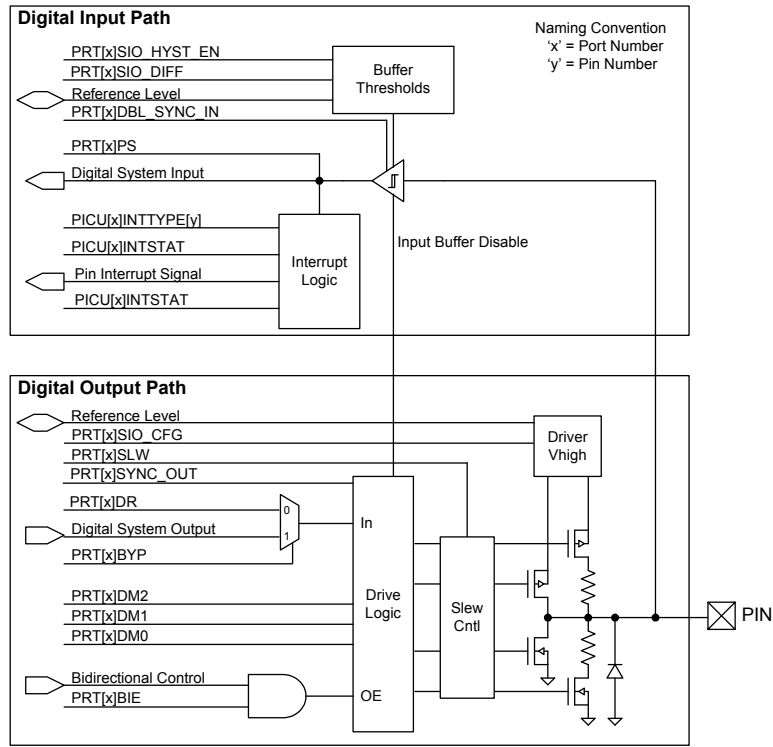 Digital Input Path
Naming Convention
'x' = Port Number
'y' = Pin Number
PRT[x]SIO_HYST_EN
PRT[x]SIO_DIFF
Reference Level
PRT[x]DBL_SYNC_IN
Buffer
Thresholds
PRT[x]PS
Digital System Input
PICU[x]INTTYPE[y]
PICU[x]INTSTAT
Pin Interrupt Signal
PICU[x]INTSTAT
Interrupt
Logic
Input Buffer Disable
Digital Output Path
Reference Level
PRT[x]SIO_CFG
PRT[x]SLW
PRT[x]SYNC_OUT
Driver
Vhigh
PRT[x]DR
Digital System Output
PRT[x]BYP
0
1
In
PRT[x]DM2
PRT[x]DM1
PRT[x]DM0
Drive
Logic
Slew
Cntl
PIN
Bidirectional Control
PRT[x]BIE
OE